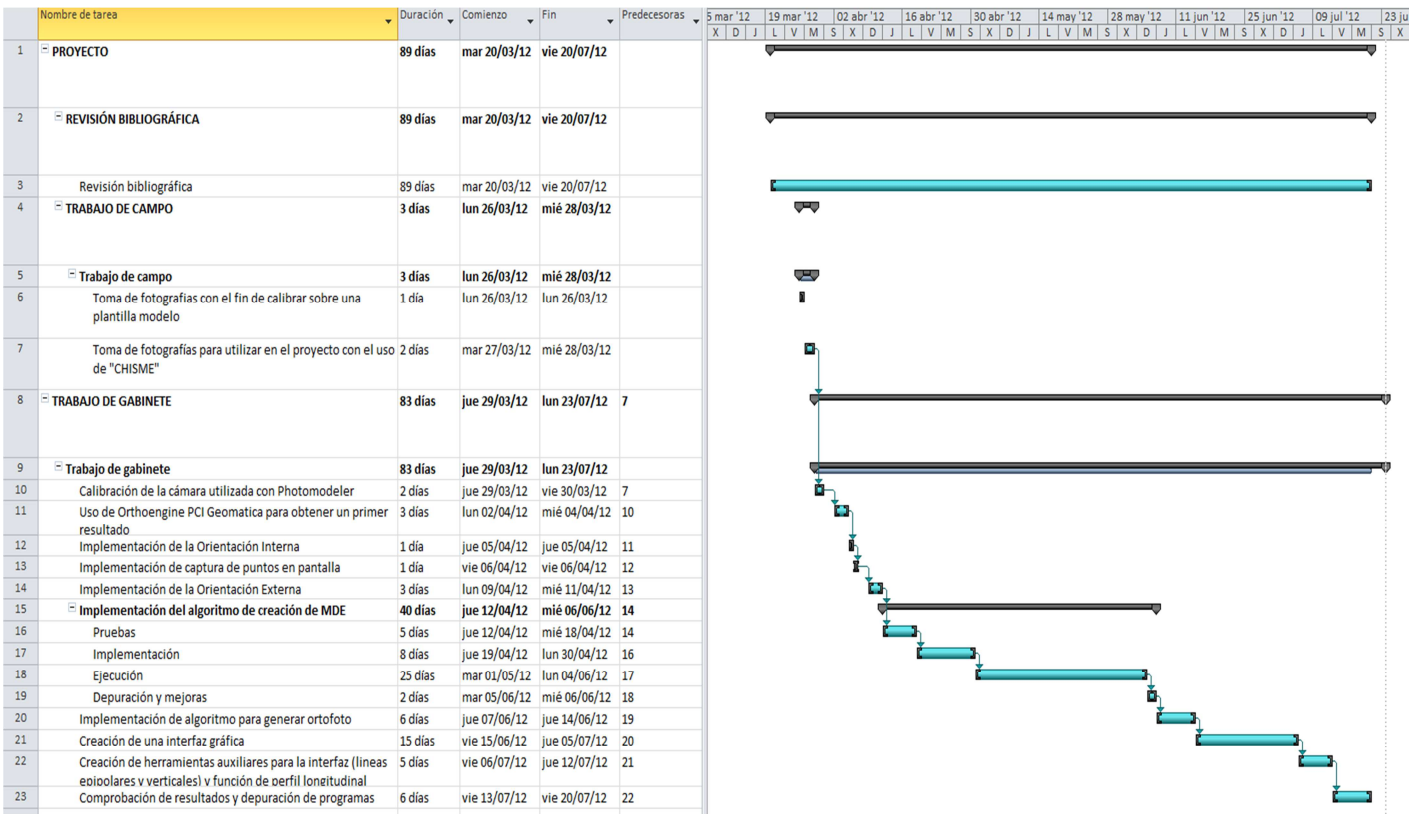 Nombre de tarea Duración Comienzo Fin Predecesoras
5 mar '12 19 mar '12 02 abr '12 16 abr '12 30 abr '12 14 may '12 28 may '12 11 jun '12 25 jun '12 09 jul '12 23 ju
X D J L V M S X D J L V M S X D J L V M S X D J L V M S X D J L V M S X
1 PROYECTO 89 días mar 20/03/12 vie 20/07/12
2 REVISIÓN BIBLIOGRÁFICA 89 días mar 20/03/12 vie 20/07/12
3 Revisión bibliográfica 89 días mar 20/03/12 vie 20/07/12
4 TRABAJO DE CAMPO 3 días lun 26/03/12 mié 28/03/12
5 Trabajo de campo 3 días lun 26/03/12 mié 28/03/12
6 Toma de fotografias con el fin de calibrar sobre una 1 día lun 26/03/12 lun 26/03/12
plantilla modelo
7 Toma de fotografías para utilizar en el proyecto con el uso 2 días mar 27/03/12 mié 28/03/12
de "CHISME"
8 TRABAJO DE GABINETE 83 días jue 29/03/12 lun 23/07/12 7
9 Trabajo de gabinete 83 días jue 29/03/12 lun 23/07/12
10 Calibración de la cámara utilizada con Photomodeler 2 días jue 29/03/12 vie 30/03/12 7
11 Uso de Orthoengine PCI Geomatica para obtener un primer 3 días lun 02/04/12 mié 04/04/12 10
resultado
12 Implementación de la Orientación Interna 1 día jue 05/04/12 jue 05/04/12 11
13 Implementación de captura de puntos en pantalla 1 día vie 06/04/12 vie 06/04/12 12
14 Implementación de la Orientación Externa 3 días lun 09/04/12 mié 11/04/12 13
15 Implementación del algoritmo de creación de MDE 40 días jue 12/04/12 mié 06/06/12 14
16 Pruebas 5 días jue 12/04/12 mié 18/04/12 14
17 Implementación 8 días jue 19/04/12 lun 30/04/12 16
18 Ejecución 25 días mar 01/05/12 lun 04/06/12 17
19 Depuración y mejoras 2 días mar 05/06/12 mié 06/06/12 18
20 Implementación de algoritmo para generar ortofoto 6 días jue 07/06/12 jue 14/06/12 19
21 Creación de una interfaz gráfica 15 días vie 15/06/12 jue 05/07/12 20
22 Creación de herramientas auxiliares para la interfaz (lineas 5 días vie 06/07/12 jue 12/07/12 21
epipolares y verticales) y función de perfil longitudinal
23 Comprobación de resultados y depuración de programas 6 días vie 13/07/12 vie 20/07/12 22